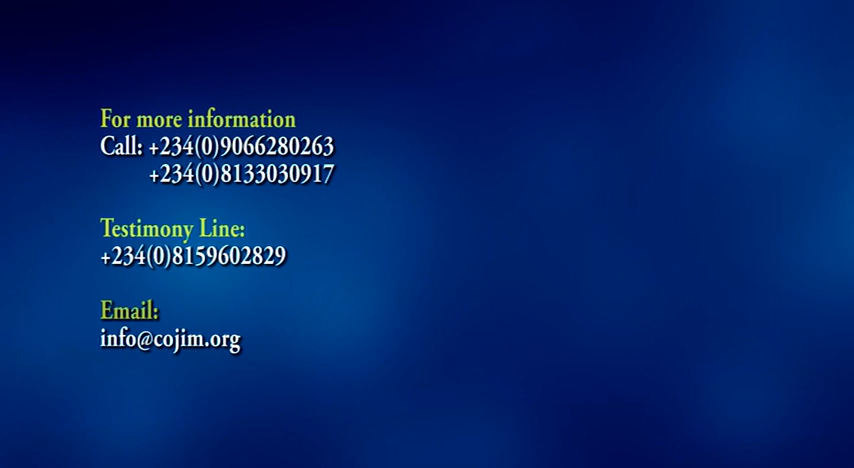 For more information
Call: +234(0)9066280263
+234(0)8133030917
Testimony Line:
+234(0)8159602829
Email:
info@cojim.org